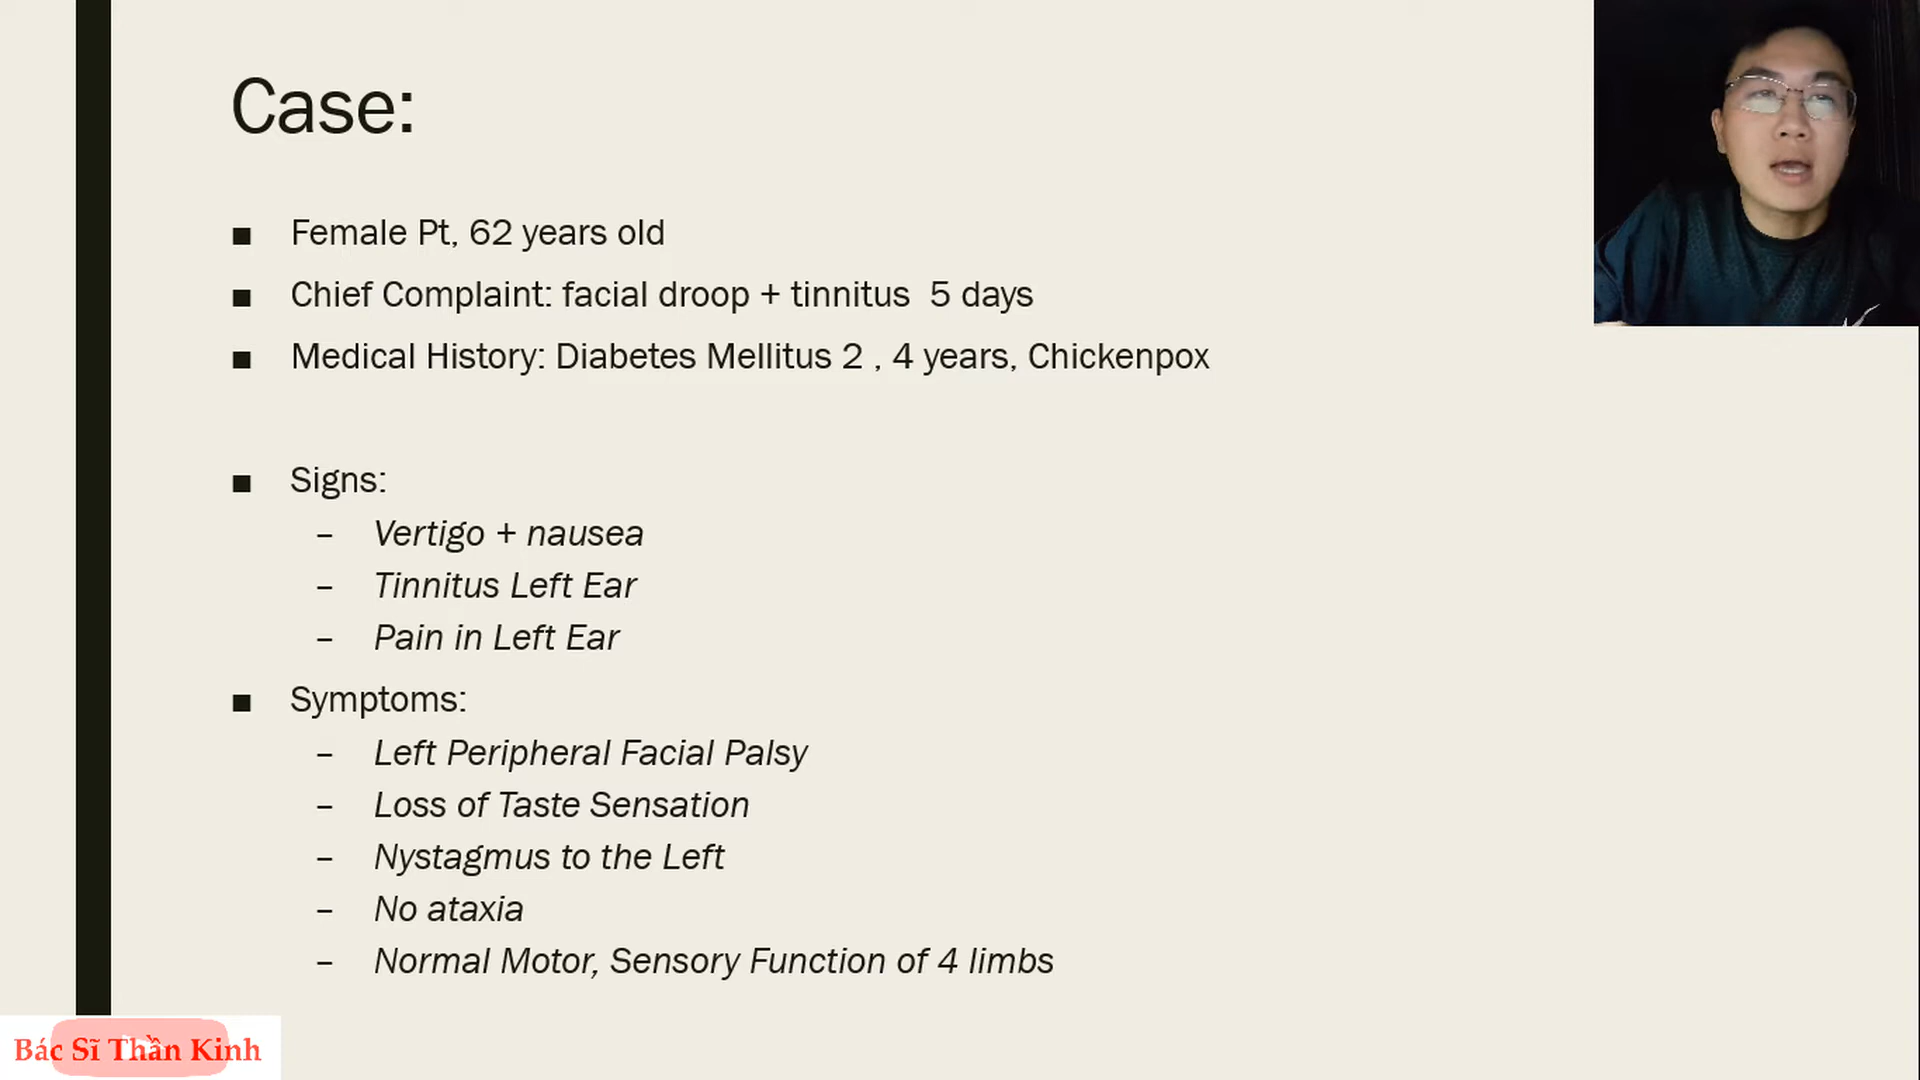 Case:
■ Female Pt, 62 years old
■ Chief Complaint: facial droop + tinnitus 5 days
■ Medical History: Diabetes Mellitus 2 , 4 years, Chickenpox
■ Signs:
– Vertigo + nausea
– Tinnitus Left Ear
– Pain in Left Ear
■ Symptoms:
– Left Peripheral Facial Palsy
– Loss of Taste Sensation
– Nystagmus to the Left
– No ataxia
– Normal Motor, Sensory Function of 4 limbs
Bác Sĩ Thần Kinh